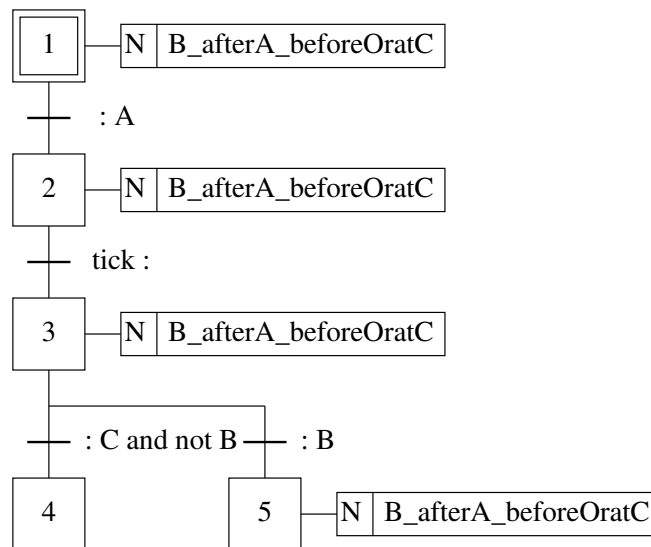 1 N B_afterA_beforeOratC
: A
2 N B_afterA_beforeOratC
tick :
3 N B_afterA_beforeOratC
: C and not B : B
4 5 N B_afterA_beforeOratC